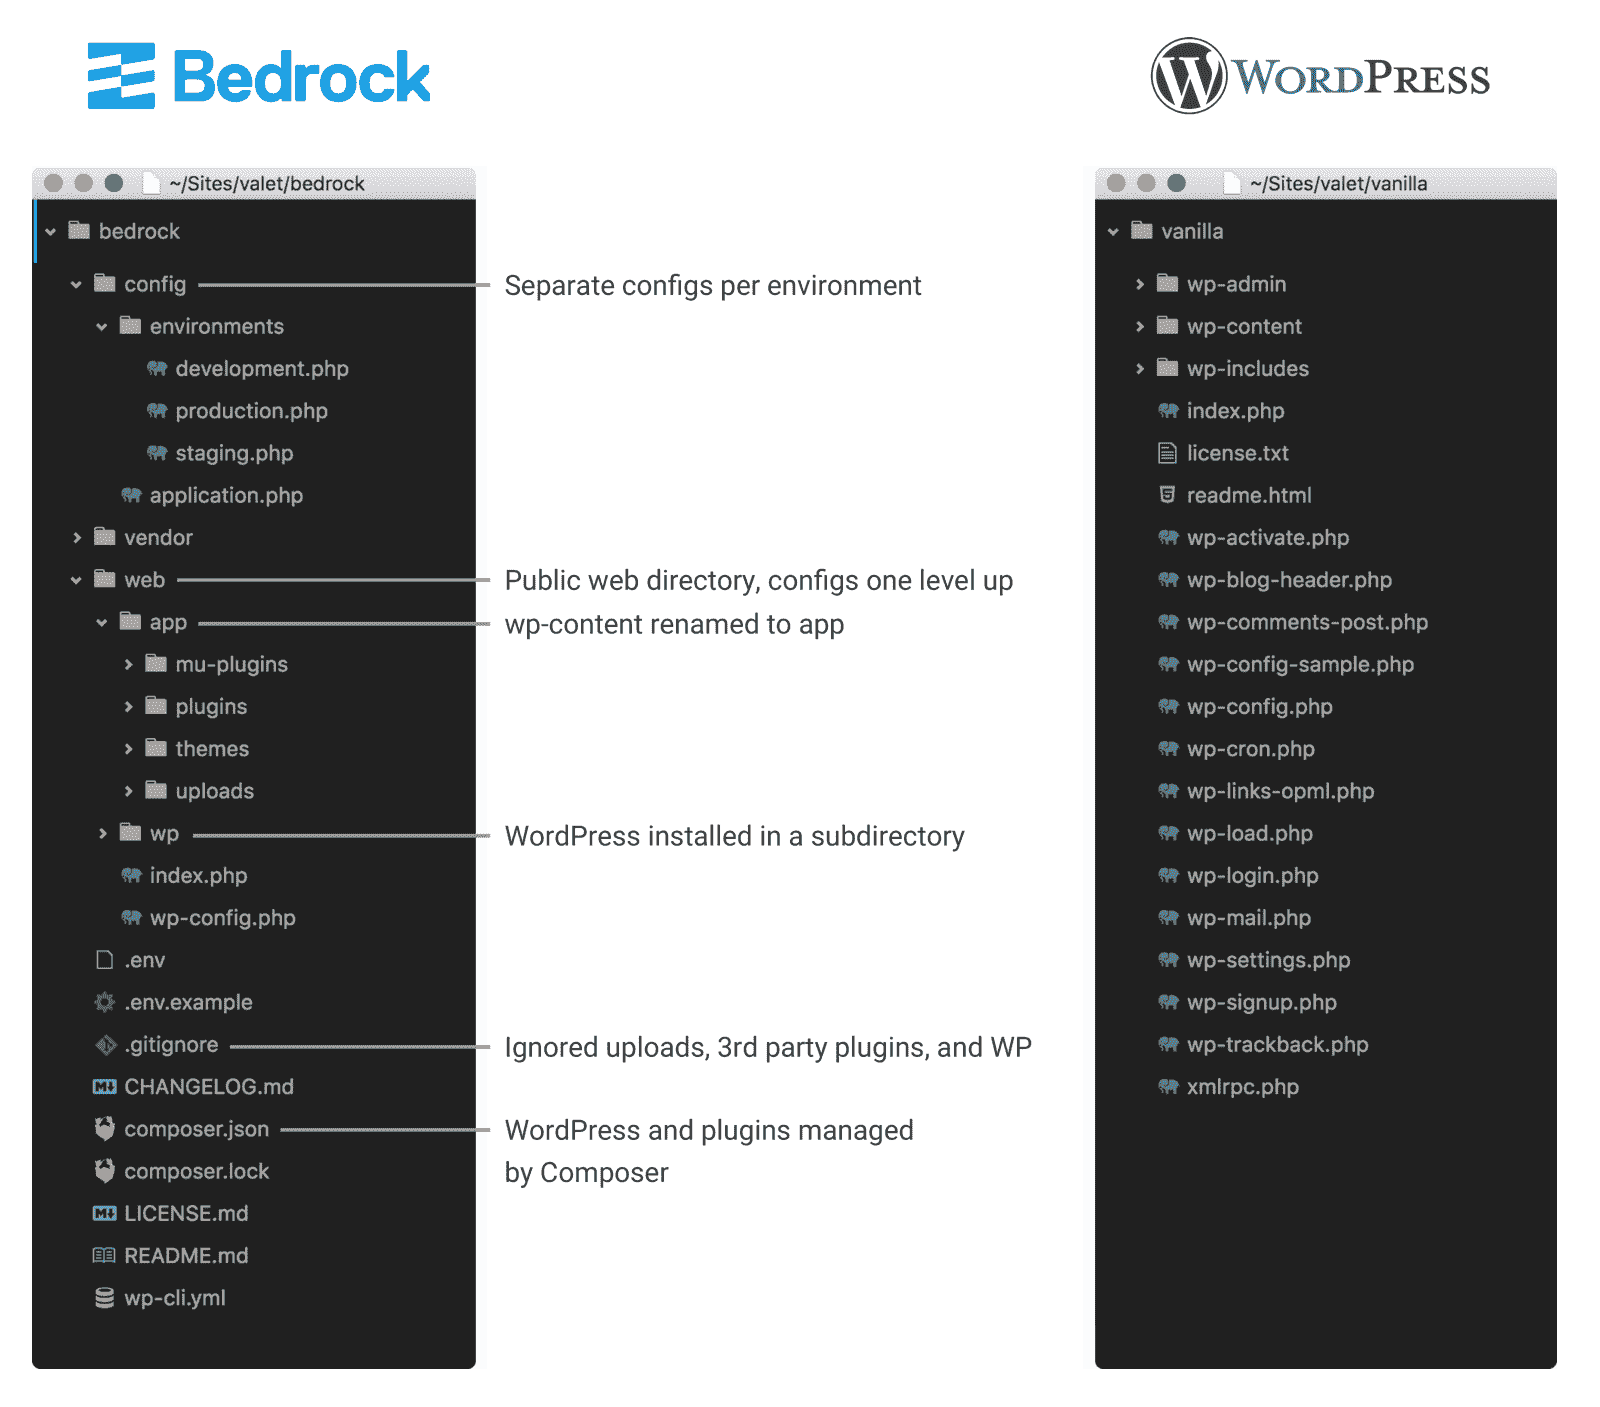 Bedrock
WORDPRESS
~/Sites/valet/bedrock
bedrock
config
environments
development.php
production.php
staging.php
application.php
vendor
web
app
mu-plugins
plugins
themes
uploads
wp
index.php
wp-config.php
.env
.env.example
.gitignore
CHANGELOG.md
composer.json
composer.lock
LICENSE.md
README.md
wp-cli.yml
Separate configs per environment
Public web directory, configs one level up
wp-content renamed to app
WordPress installed in a subdirectory
Ignored uploads, 3rd party plugins, and WP
WordPress and plugins managed
by Composer
~/Sites/valet/vanilla
vanilla
wp-admin
wp-content
wp-includes
index.php
license.txt
readme.html
wp-activate.php
wp-blog-header.php
wp-comments-post.php
wp-config-sample.php
wp-config.php
wp-cron.php
wp-links-opml.php
wp-load.php
wp-login.php
wp-mail.php
wp-settings.php
wp-signup.php
wp-trackback.php
xmlrpc.php